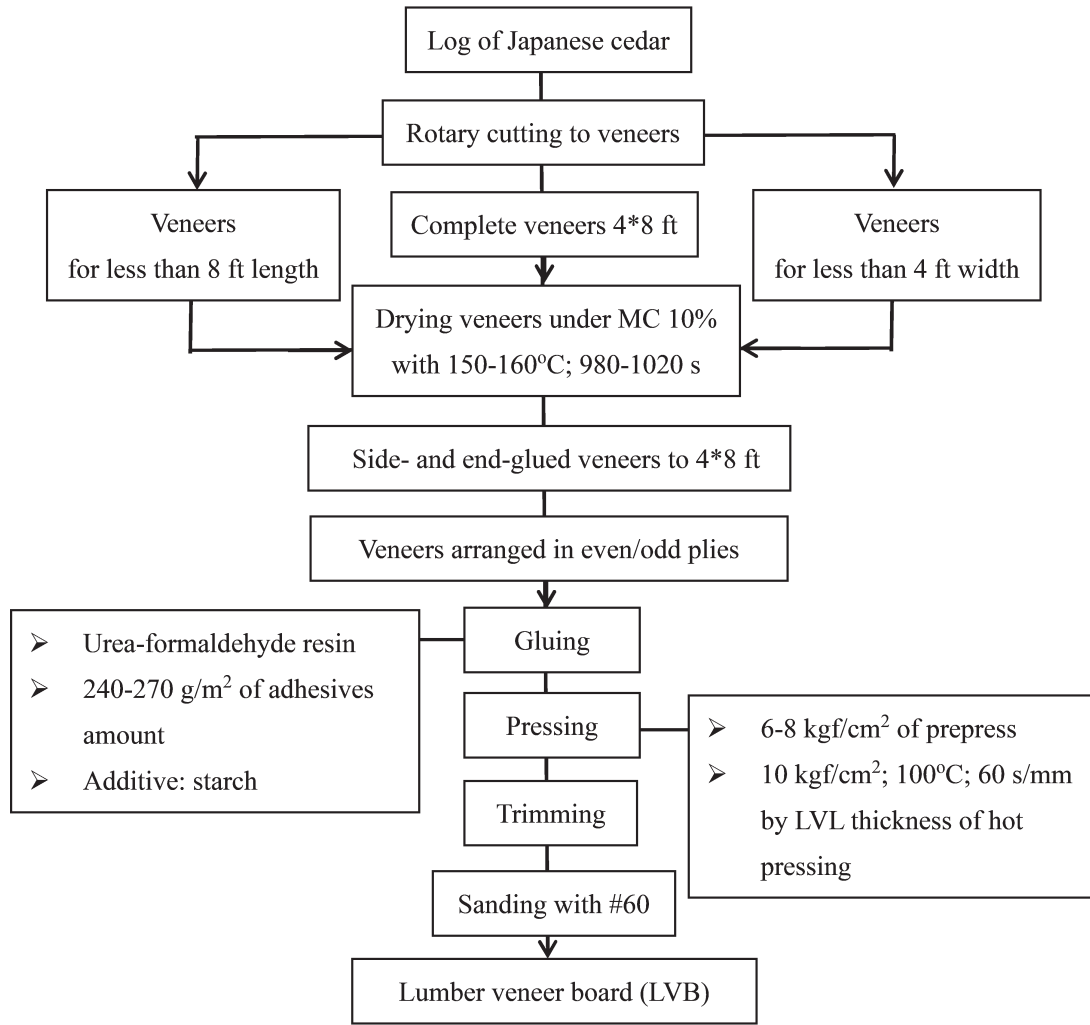 Log of Japanese cedar
Rotary cutting to veneers
Veneers
for less than 8 ft length
Complete veneers 4*8 ft
Veneers
for less than 4 ft width
Drying veneers under MC 10%
with 150-160ºC; 980-1020 s
Side- and end-glued veneers to 4*8 ft
Veneers arranged in even/odd plies
Gluing
➢ Urea-formaldehyde resin
➢ 240-270 g/m² of adhesives
amount
➢ Additive: starch
Pressing
➢ 6-8 kgf/cm² of prepress
➢ 10 kgf/cm²; 100ºC; 60 s/mm
by LVL thickness of hot
pressing
Trimming
Sanding with #60
Lumber veneer board (LVB)